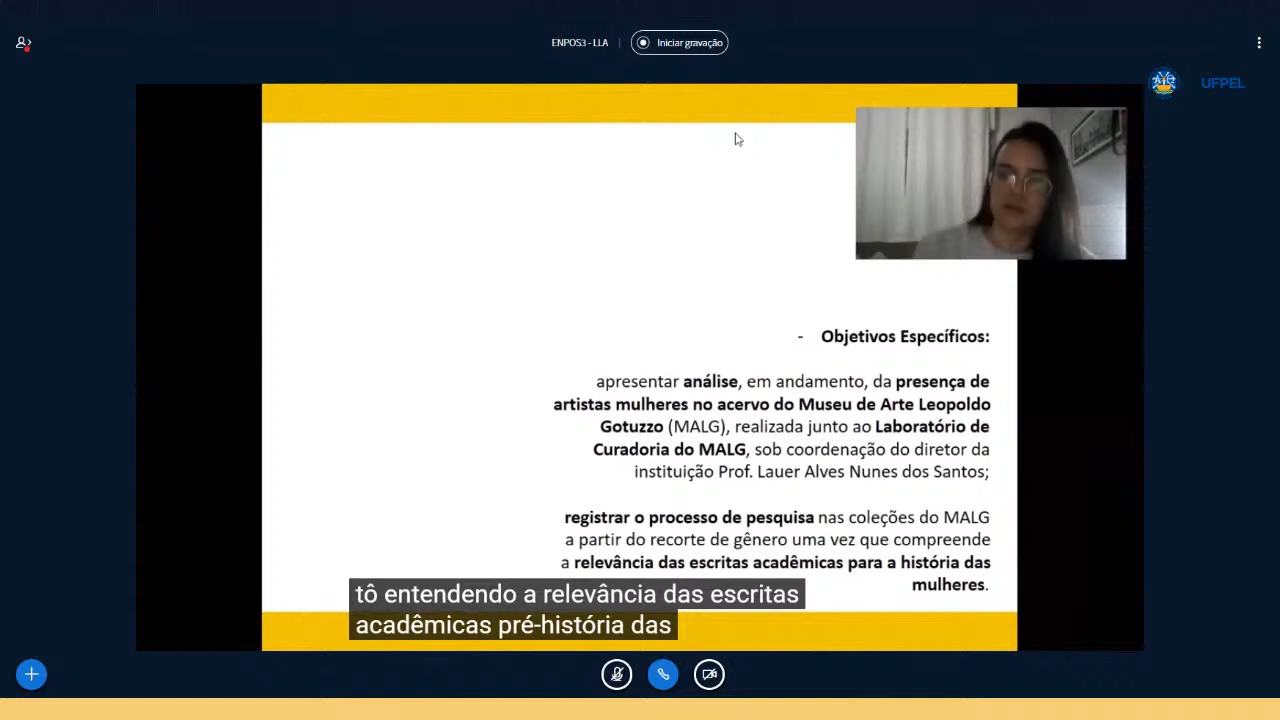 ENPOS3 - LLA
Iniciar gravação
UFPEL
- Objetivos Específicos:
apresentar análise, em andamento, da presença de
artistas mulheres no acervo do Museu de Arte Leopoldo
Gotuzzo (MALG), realizada junto ao Laboratório de
Curadoria do MALG, sob coordenação do diretor da
instituição Prof. Lauer Alves Nunes dos Santos;
registrar o processo de pesquisa nas coleções do MALG
a partir do recorte de gênero uma vez que compreende
a relevância das escritas acadêmicas para a história das
mulheres.
tô entendendo a relevância das escritas
acadêmicas pré-história das